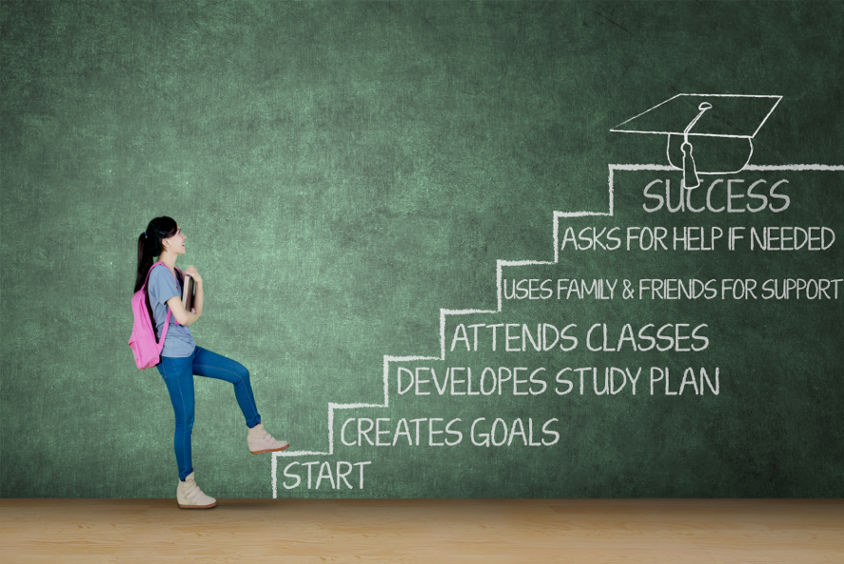 SUCCESS
ASKS FOR HELP IF NEEDED
USES FAMILY & FRIENDS FOR SUPPORT
ATTENDS CLASSES
DEVELOPES STUDY PLAN
CREATES GOALS
START